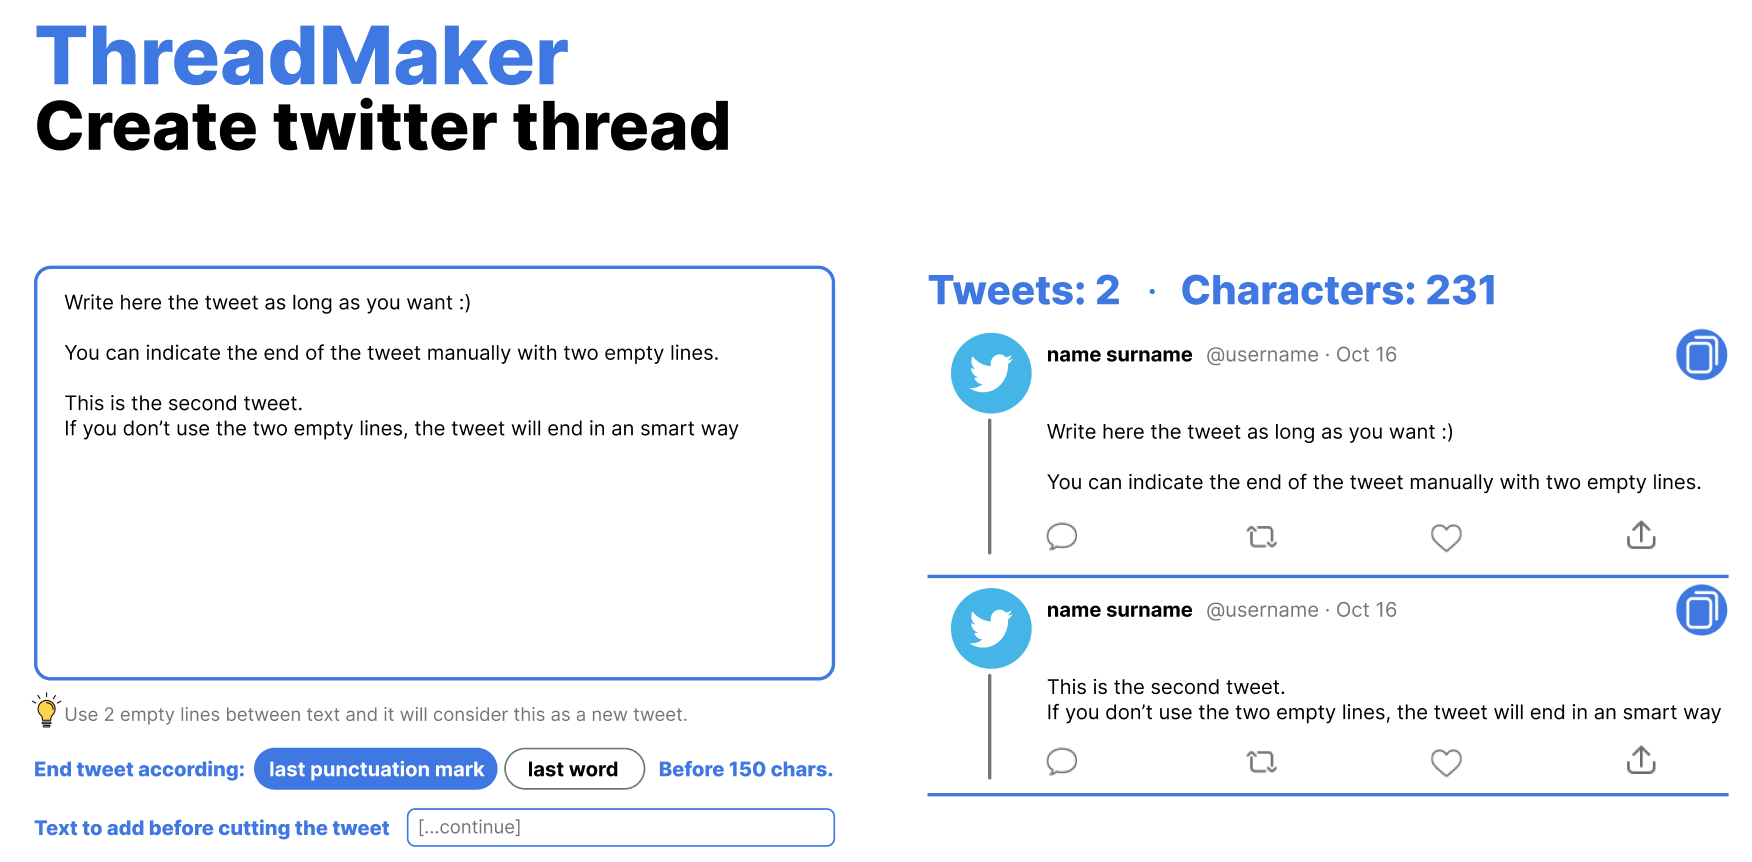 ThreadMaker
Create twitter thread
Write here the tweet as long as you want :)
You can indicate the end of the tweet manually with two empty lines.
This is the second tweet.
If you don’t use the two empty lines, the tweet will end in an smart way
Use 2 empty lines between text and it will consider this as a new tweet.
End tweet according: last punctuation mark last word Before 150 chars.
Text to add before cutting the tweet [...continue]
Tweets: 2 · Characters: 231
name surname @username · Oct 16
Write here the tweet as long as you want :)
You can indicate the end of the tweet manually with two empty lines.
name surname @username · Oct 16
This is the second tweet.
If you don’t use the two empty lines, the tweet will end in an smart way